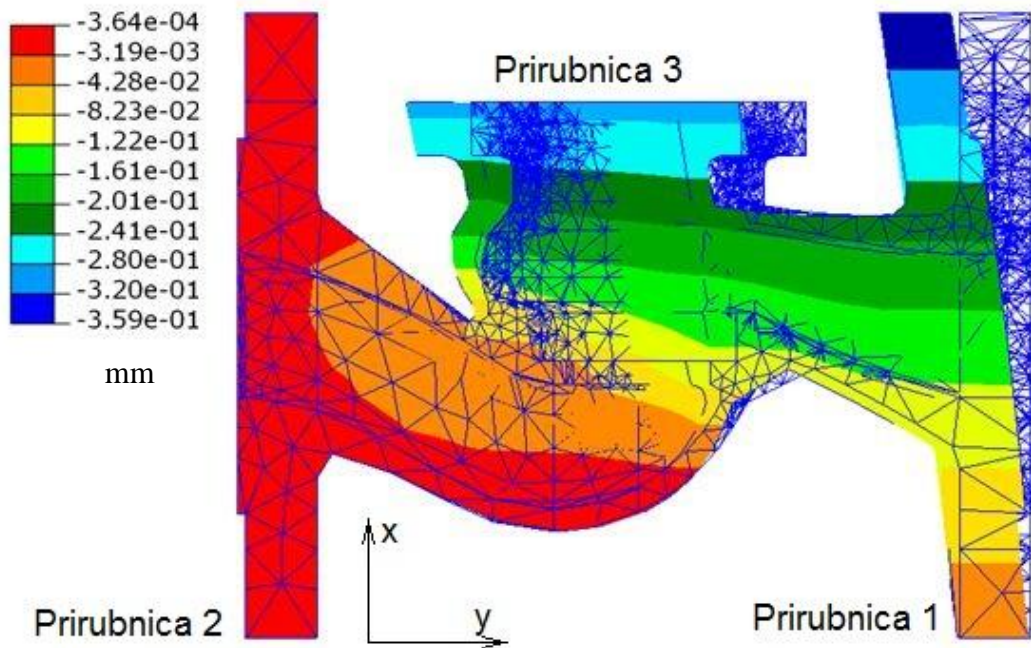 -3.64e-04
-3.19e-03
-4.28e-02
-8.23e-02
-1.22e-01
-1.61e-01
-2.01e-01
-2.41e-01
-2.80e-01
-3.20e-01
-3.59e-01
mm
Prirubnica 3
x
y
Prirubnica 2
Prirubnica 1